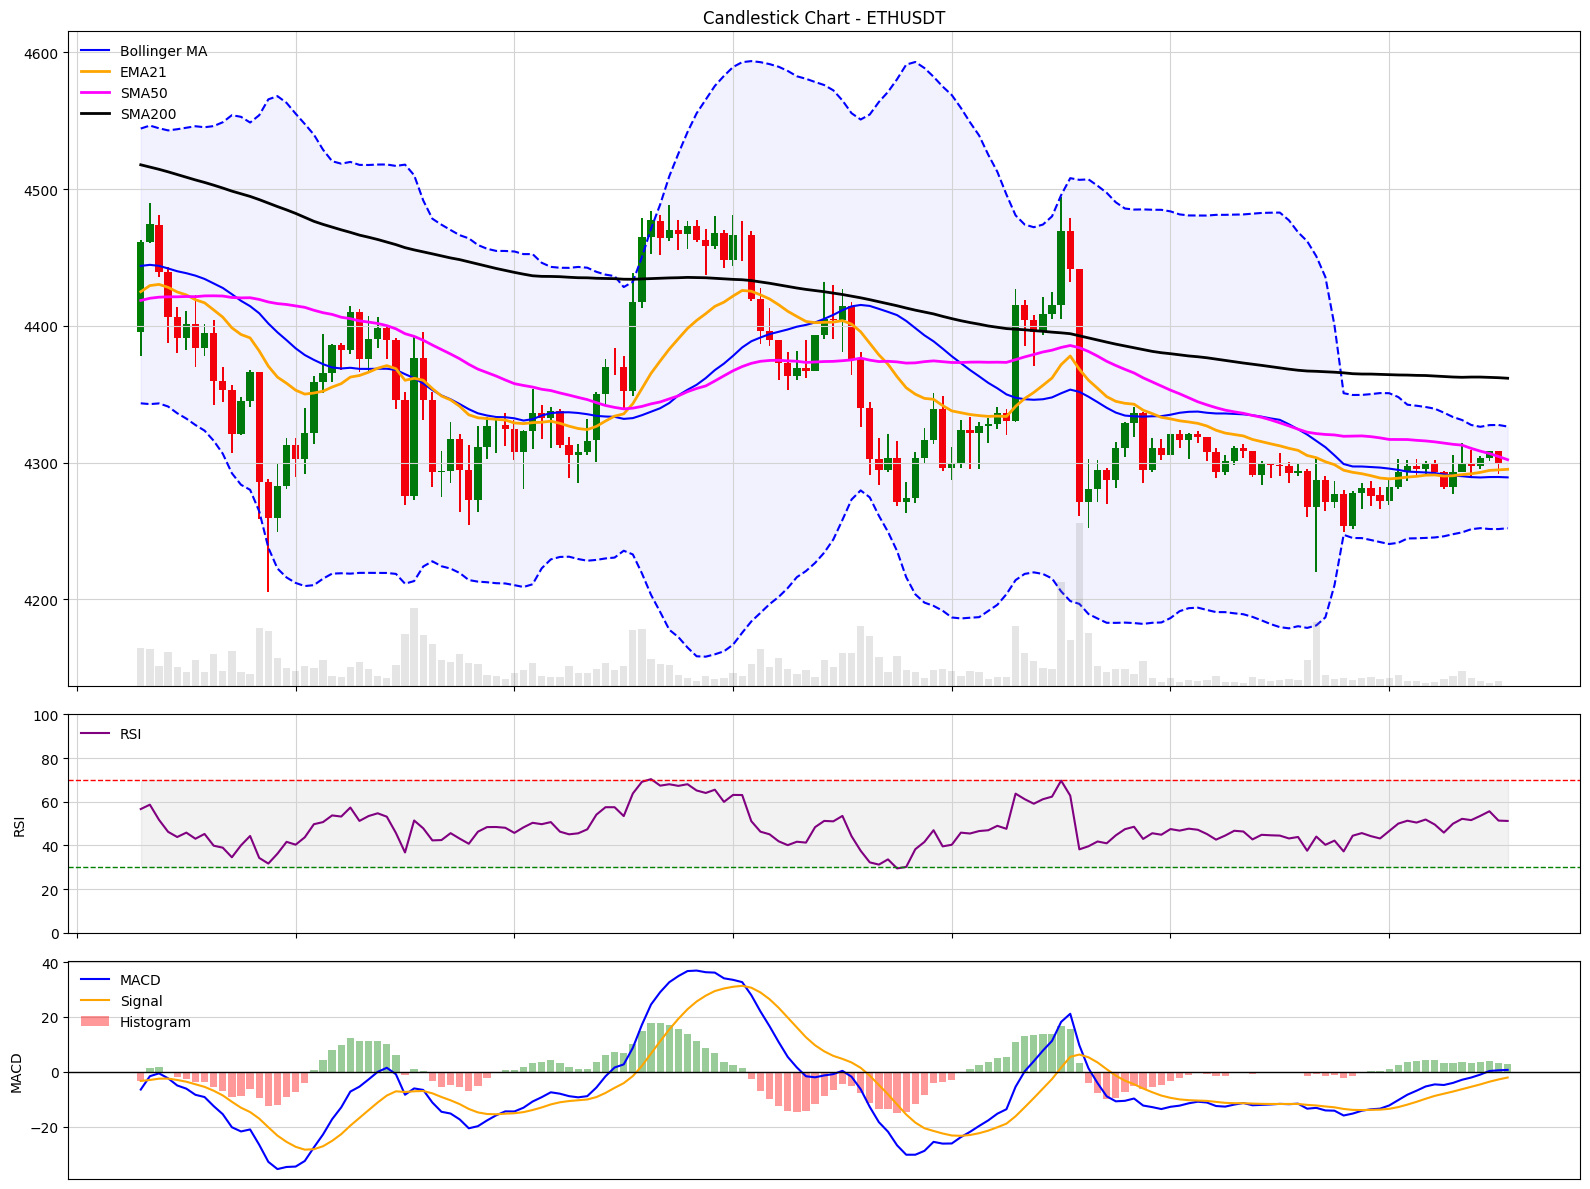 Candlestick Chart - ETHUSDT
4600
4500
4400
4300
4200
Bollinger MA
EMA21
SMA50
SMA200
100
80
60
40
20
0
RSI
RSI
40
20
0
−20
MACD
MACD
Signal
Histogram